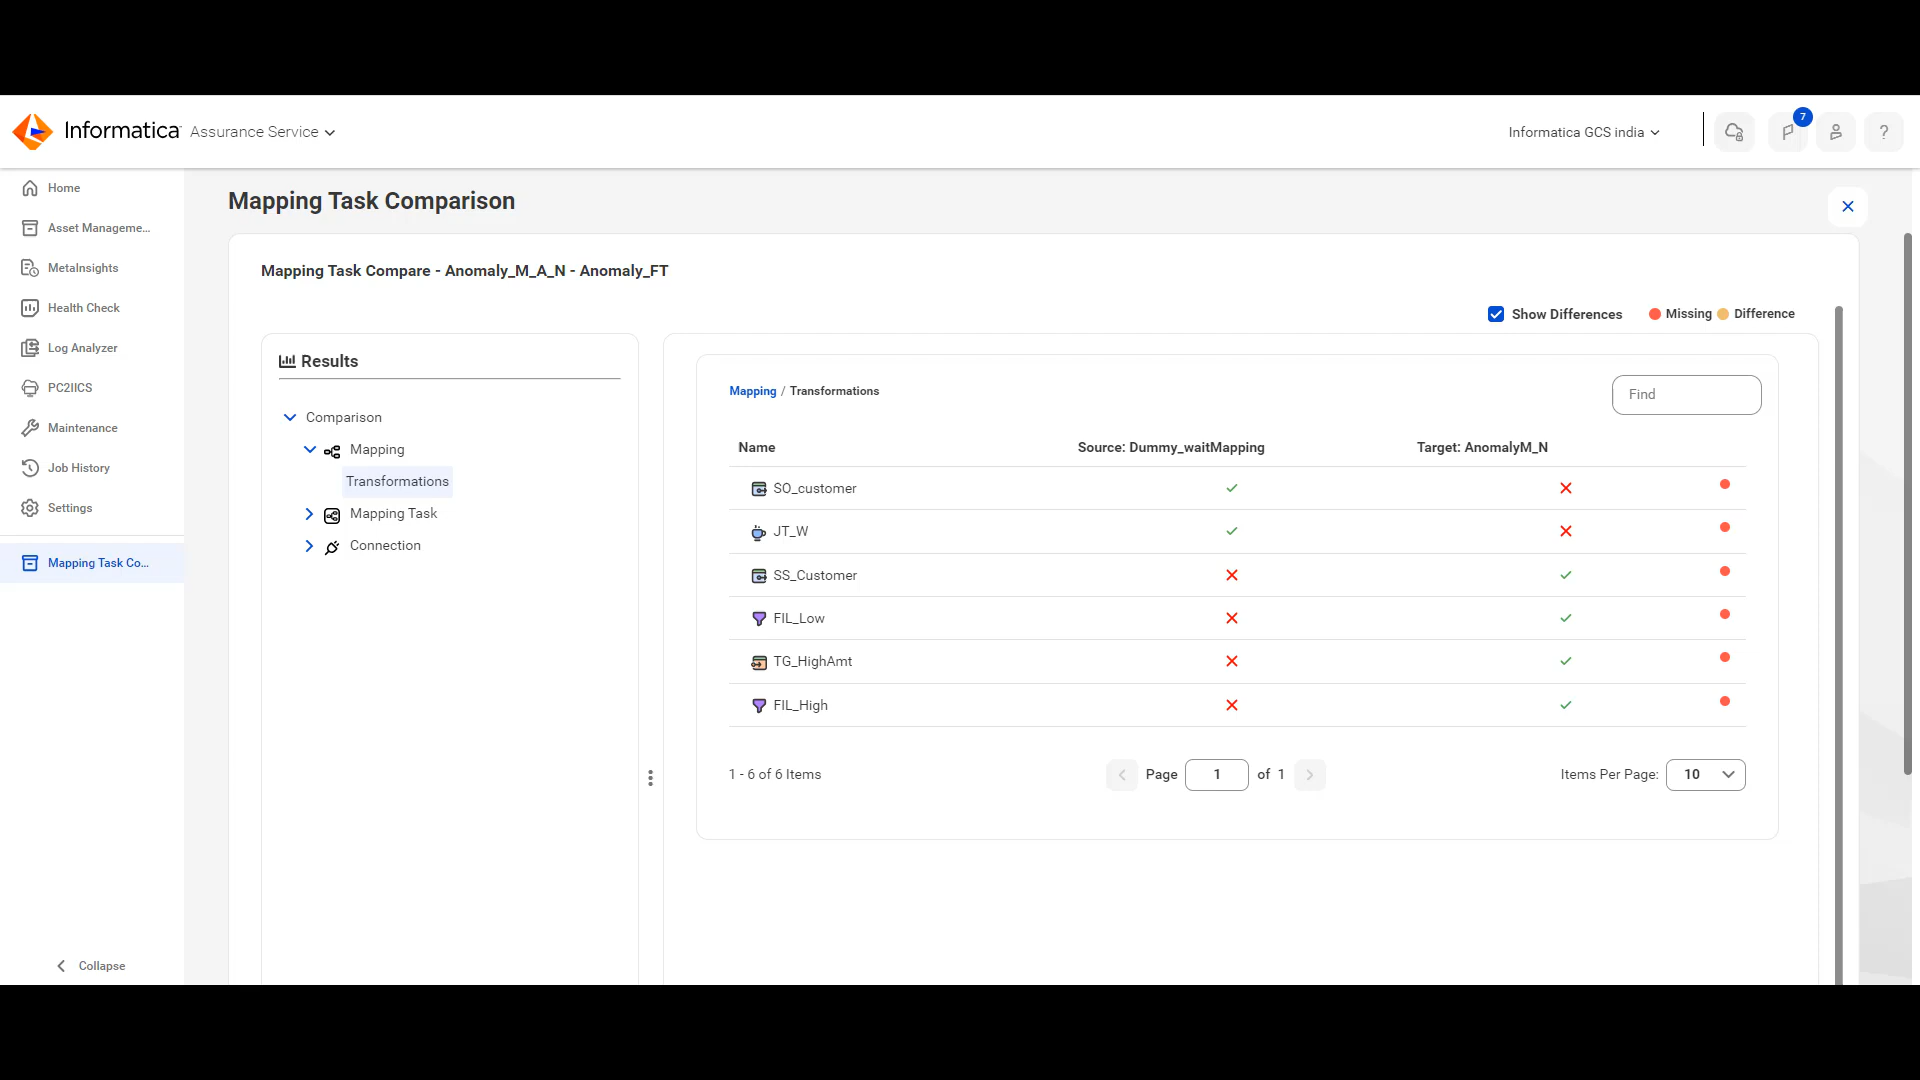 Informatica Assurance Service
Informatica GCS india
7
?
Home
Asset Manageme...
MetaInsights
Health Check
Log Analyzer
PC2IICS
Maintenance
Job History
Settings
Mapping Task Co...
Collapse
Mapping Task Comparison
Mapping Task Compare - Anomaly_M_A_N - Anomaly_FT
Show Differences Missing Difference
Results
Comparison
Mapping
Transformations
Mapping Task
Connection
Mapping / Transformations
Find
Name Source: Dummy_waitMapping Target: AnomalyM_N
SO_customer
JT_W
SS_Customer
FIL_Low
TG_HighAmt
FIL_High
1 - 6 of 6 Items Page 1 of 1 Items Per Page: 10